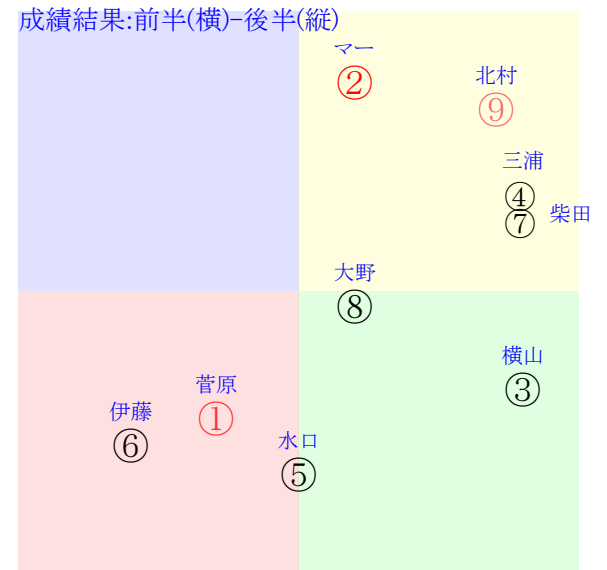 成績結果:前半(横)-後半(縦)
マー
②
北村
⑨
三浦
④
柴田
⑦
大野
⑧
横山
③
菅原
①
伊藤
⑥
水口
⑤